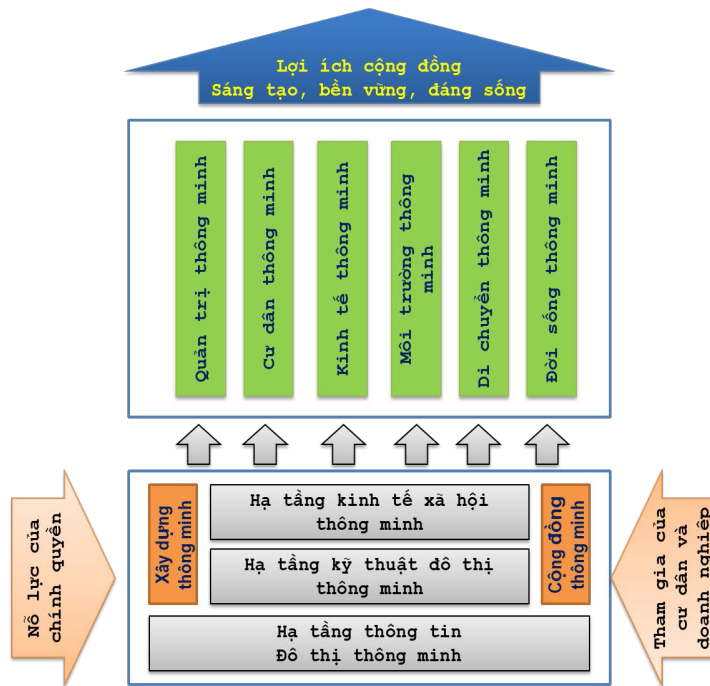 Lợi ích cộng đồng
Sáng tạo, bền vững, đáng sống
Quản trị thông minh
Cư dân thông minh
Kinh tế thông minh
Môi trường thông
minh
Di chuyển thông minh
Đời sống thông minh
Nỗ lực của
chính quyền
Xây dựng
thông minh
Hạ tầng kinh tế xã hội
thông minh
Hạ tầng kỹ thuật đô thị
thông minh
Cộng đồng
thông minh
Tham gia của
cư dân và
doanh nghiệp
Hạ tầng thông tin
Đô thị thông minh